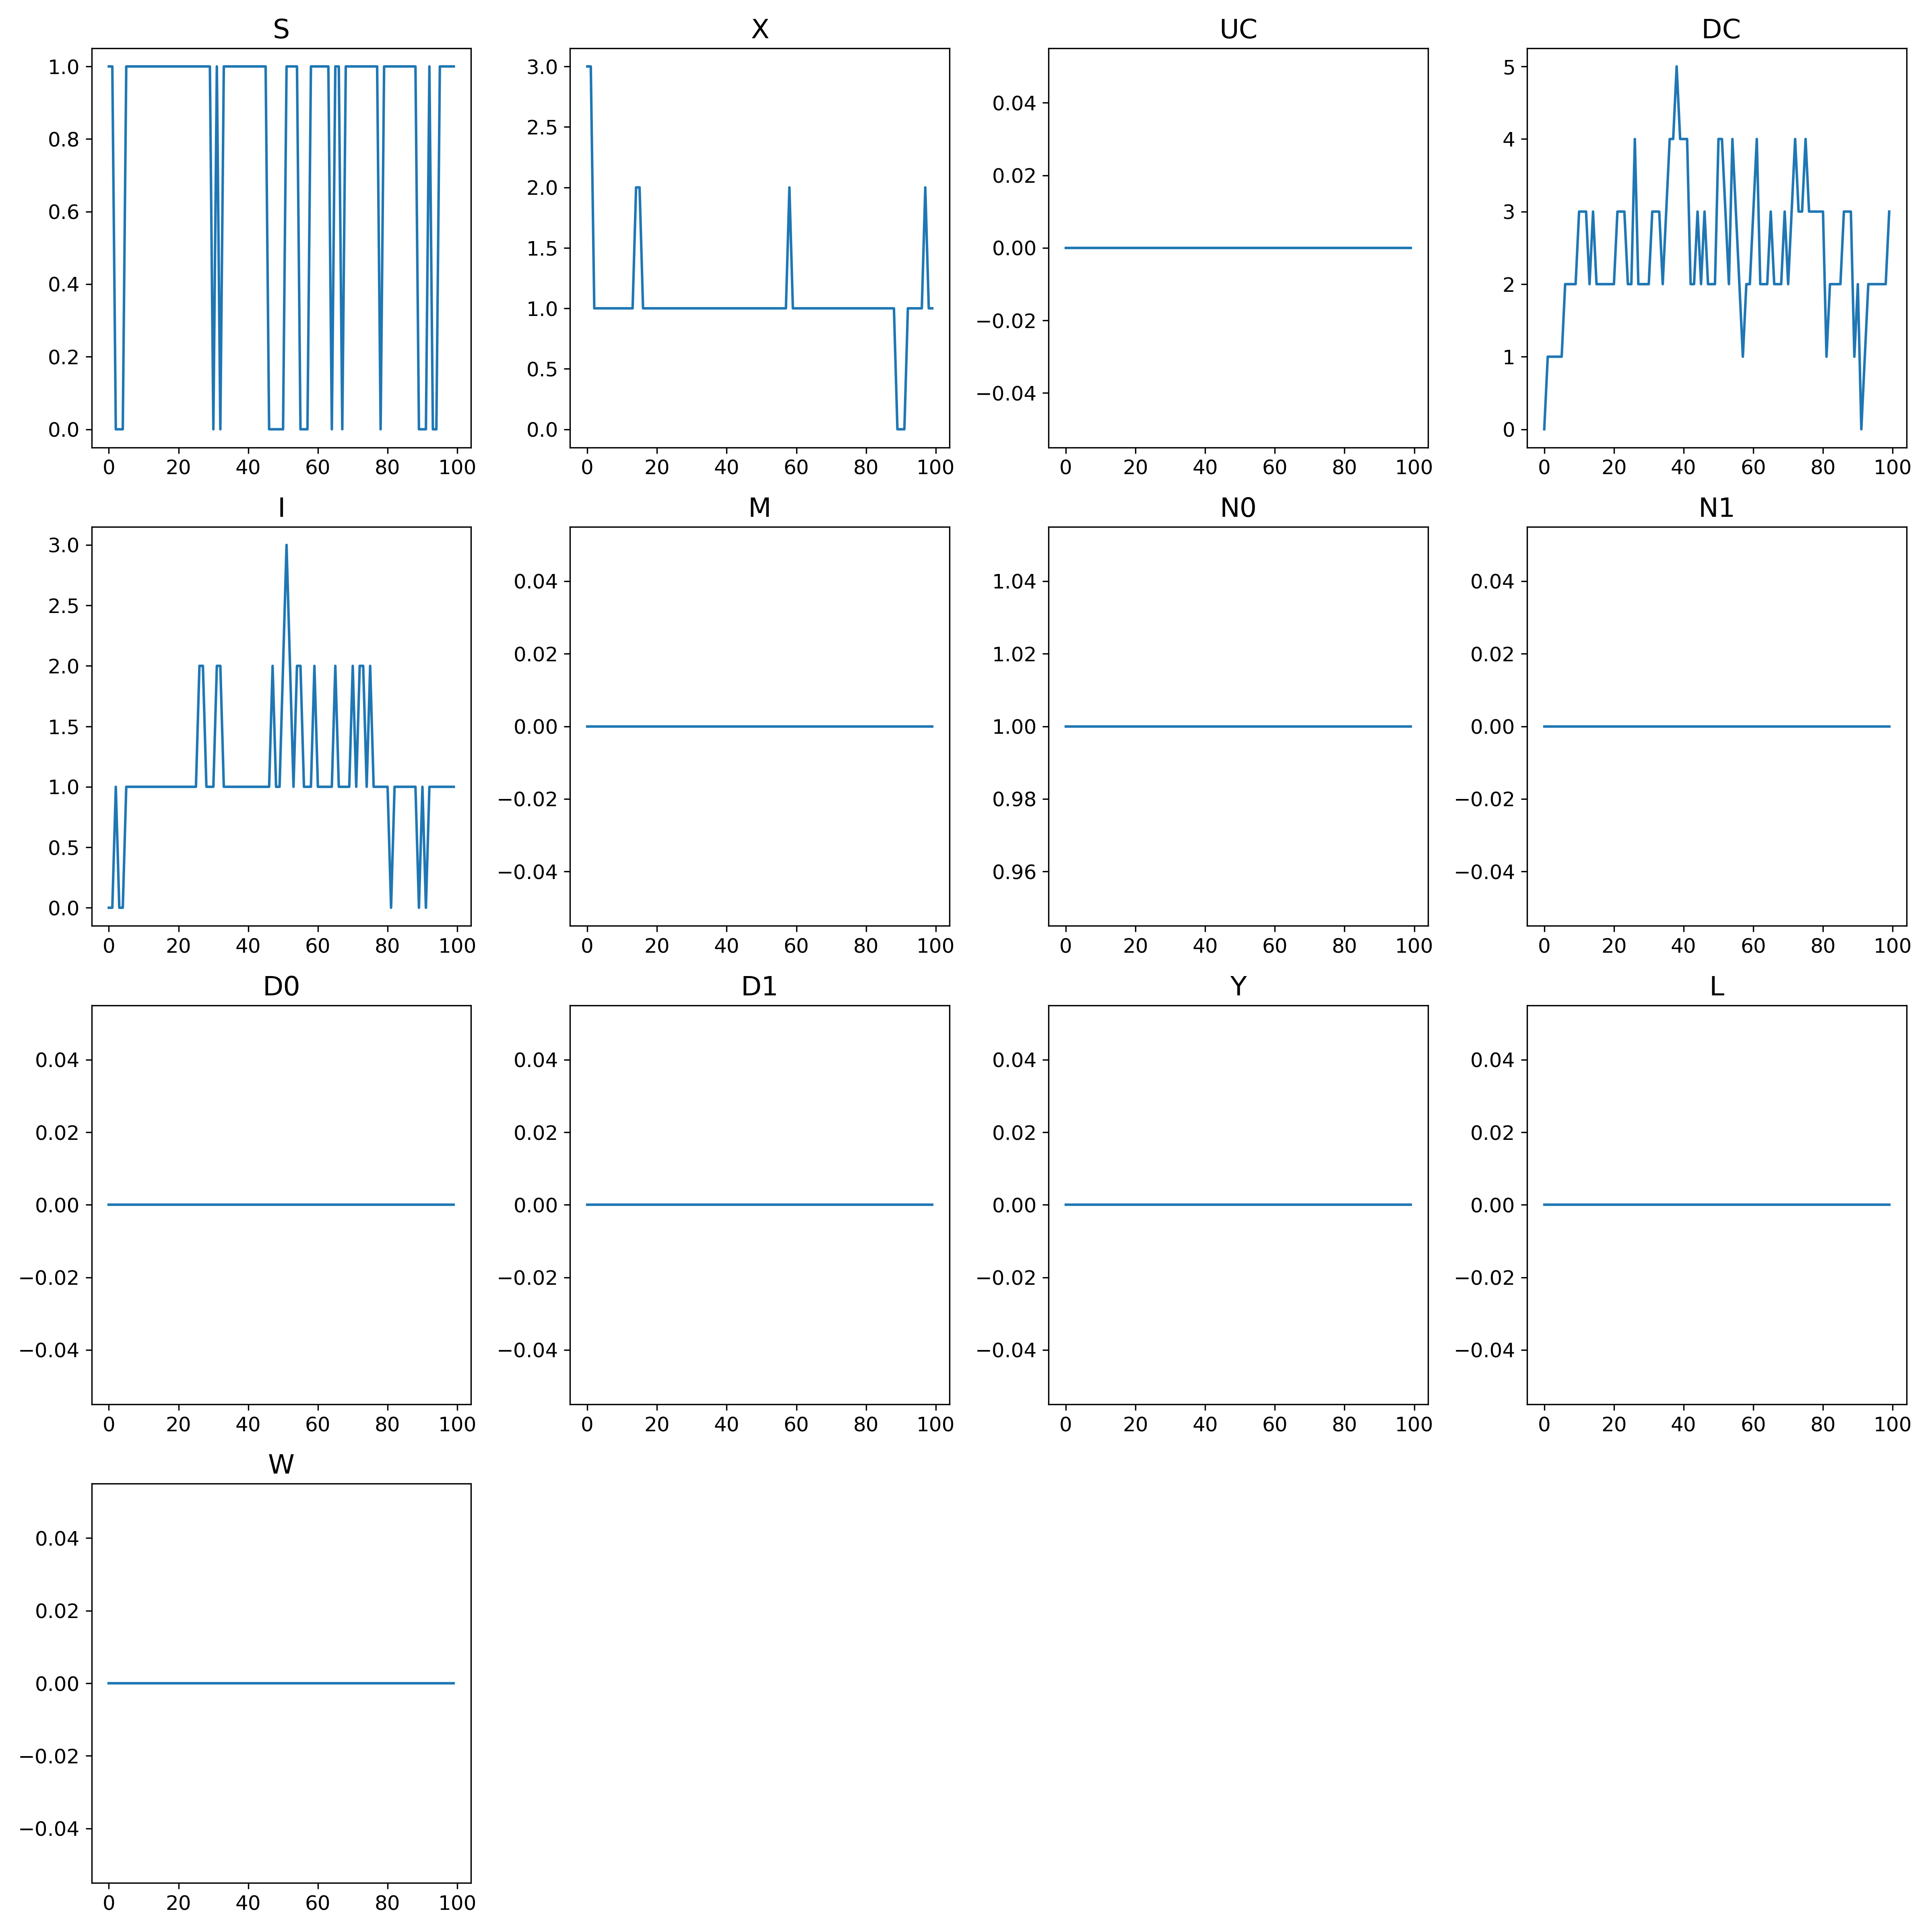 S X UC DC
1.0 3.0 0.04 5
0.8 2.5 0.02 4
0.6 2.0 0.00 3
0.4 1.5 −0.02 2
0.2 1.0 −0.04 1
0.0 0.5 0
0.0
0 20 40 60 80 100 0 20 40 60 80 100 0 20 40 60 80 100 0 20 40 60 80 100
I M N0 N1
3.0 0.04 1.04 0.04
2.5 0.02 1.02 0.02
2.0 0.00 1.00 0.00
1.5 −0.02 0.98 −0.02
1.0 −0.04 0.96 −0.04
0.5
0.0
0 20 40 60 80 100 0 20 40 60 80 100 0 20 40 60 80 100 0 20 40 60 80 100
D0 D1 Y L
0.04 0.04 0.04 0.04
0.02 0.02 0.02 0.02
0.00 0.00 0.00 0.00
−0.02 −0.02 −0.02 −0.02
−0.04 −0.04 −0.04 −0.04
0 20 40 60 80 100 0 20 40 60 80 100 0 20 40 60 80 100 0 20 40 60 80 100
W
0.04
0.02
0.00
−0.02
−0.04
0 20 40 60 80 100